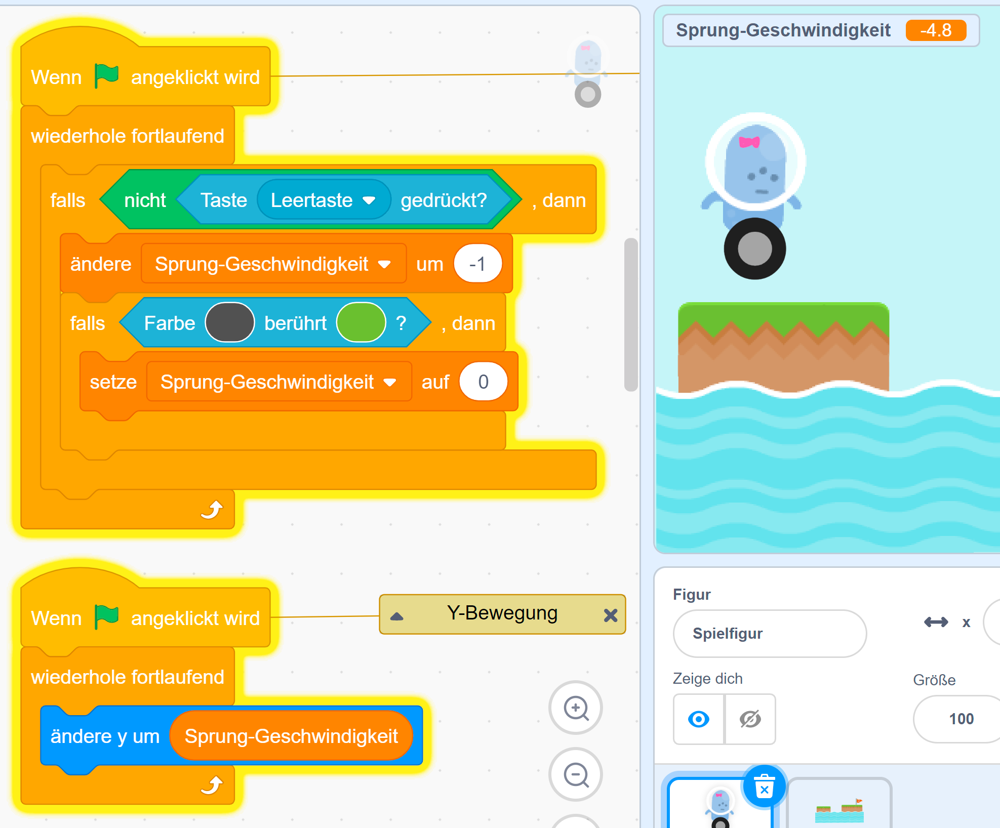 Wenn angeklickt wird
wiederhole fortlaufend
falls nicht Taste Leertaste gedrückt? , dann
ändere Sprung-Geschwindigkeit um -1
falls Farbe berührt ? , dann
setze Sprung-Geschwindigkeit auf 0
Wenn angeklickt wird
Y-Bewegung
wiederhole fortlaufend
ändere y um Sprung-Geschwindigkeit
Sprung-Geschwindigkeit -4.8
Figur
Spielfigur
x
Zeige dich
Größe
100